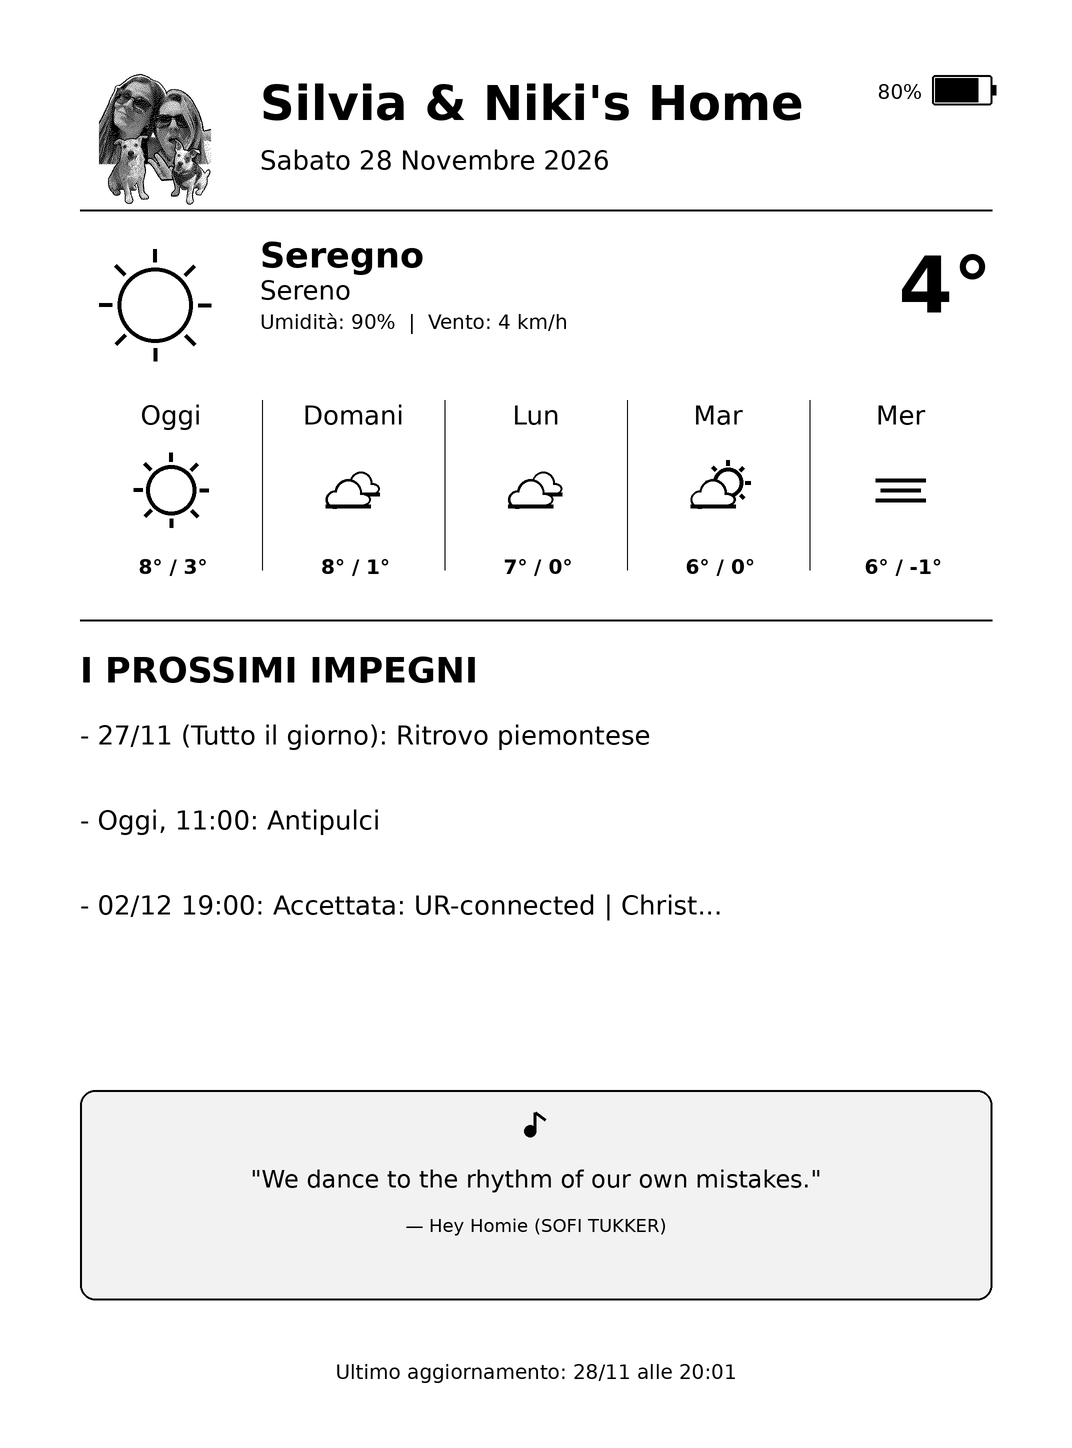 Silvia & Niki's Home
80%
Sabato 28 Novembre 2026
Seregno
Sereno
Umidità: 90% | Vento: 4 km/h
4°
Oggi
Domani
Lun
Mar
Mer
8° / 3°
8° / 1°
7° / 0°
6° / 0°
6° / -1°
I PROSSIMI IMPEGNI
- 27/11 (Tutto il giorno): Ritrovo piemontese
- Oggi, 11:00: Antipulci
- 02/12 19:00: Accettata: UR-connected | Christ...
"We dance to the rhythm of our own mistakes."
— Hey Homie (SOFI TUKKER)
Ultimo aggiornamento: 28/11 alle 20:01